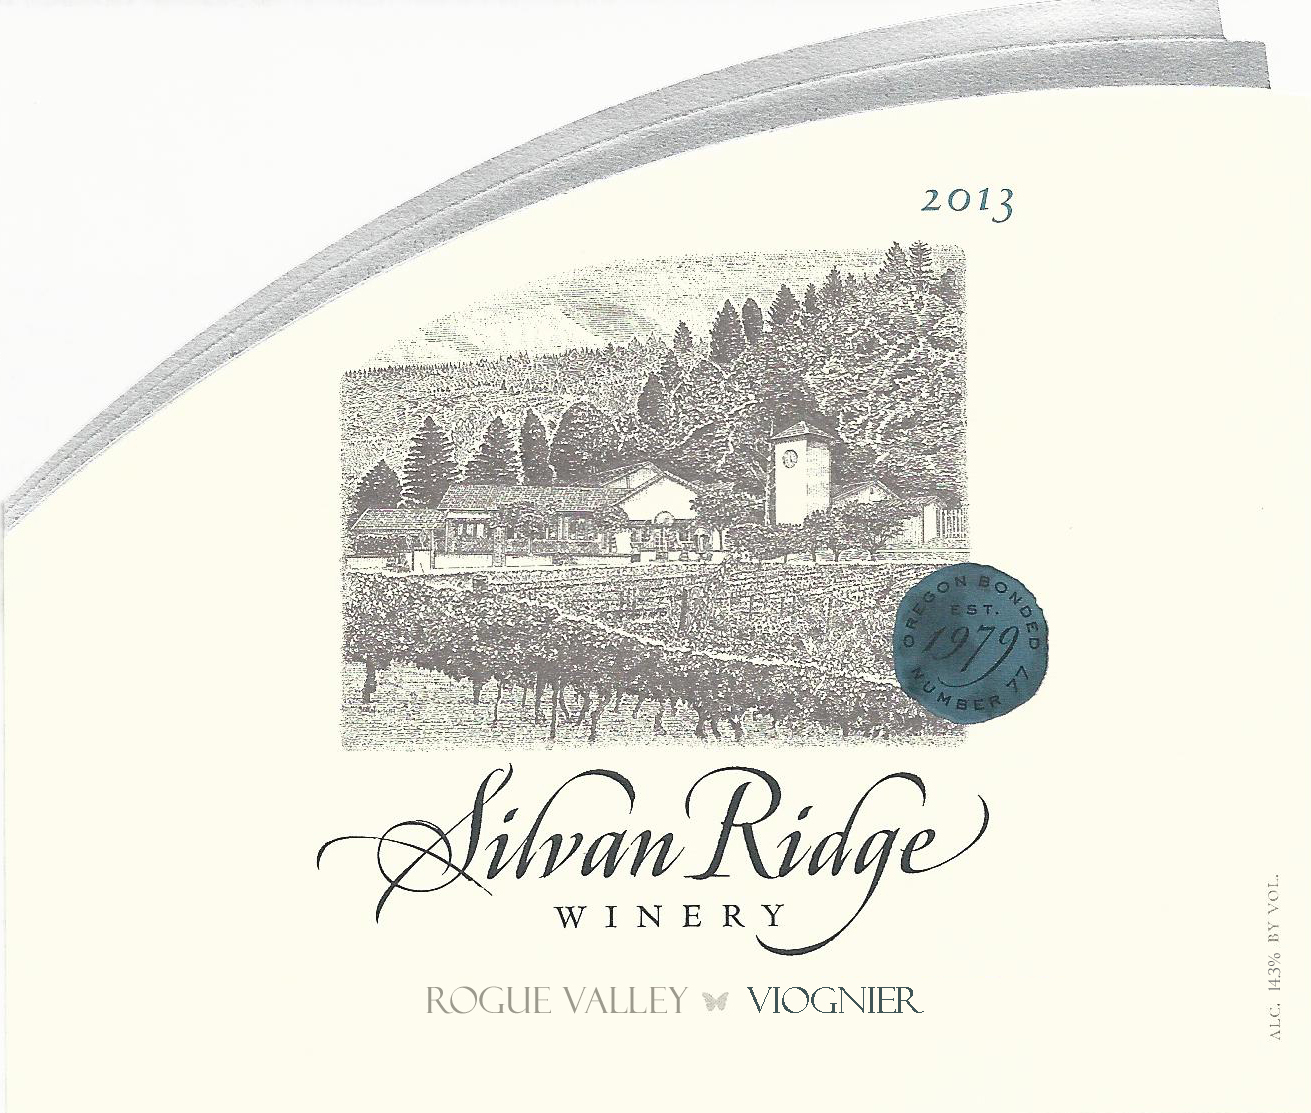 2013
OREGON BONDED
EST.
1979
NUMBER 77
Silvan Ridge
WINERY
ROGUE VALLEY VIOGNIER
ALC. 14.3% BY VOL.